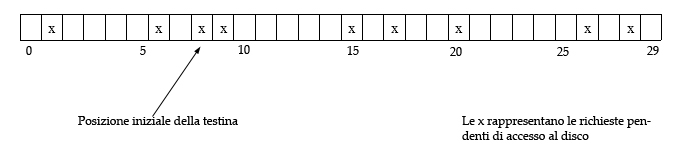 x x x x x x x x x
0 5 10 15 20 25 29
Posizione iniziale della testina
Le x rappresentano le richieste pen-
denti di accesso al disco